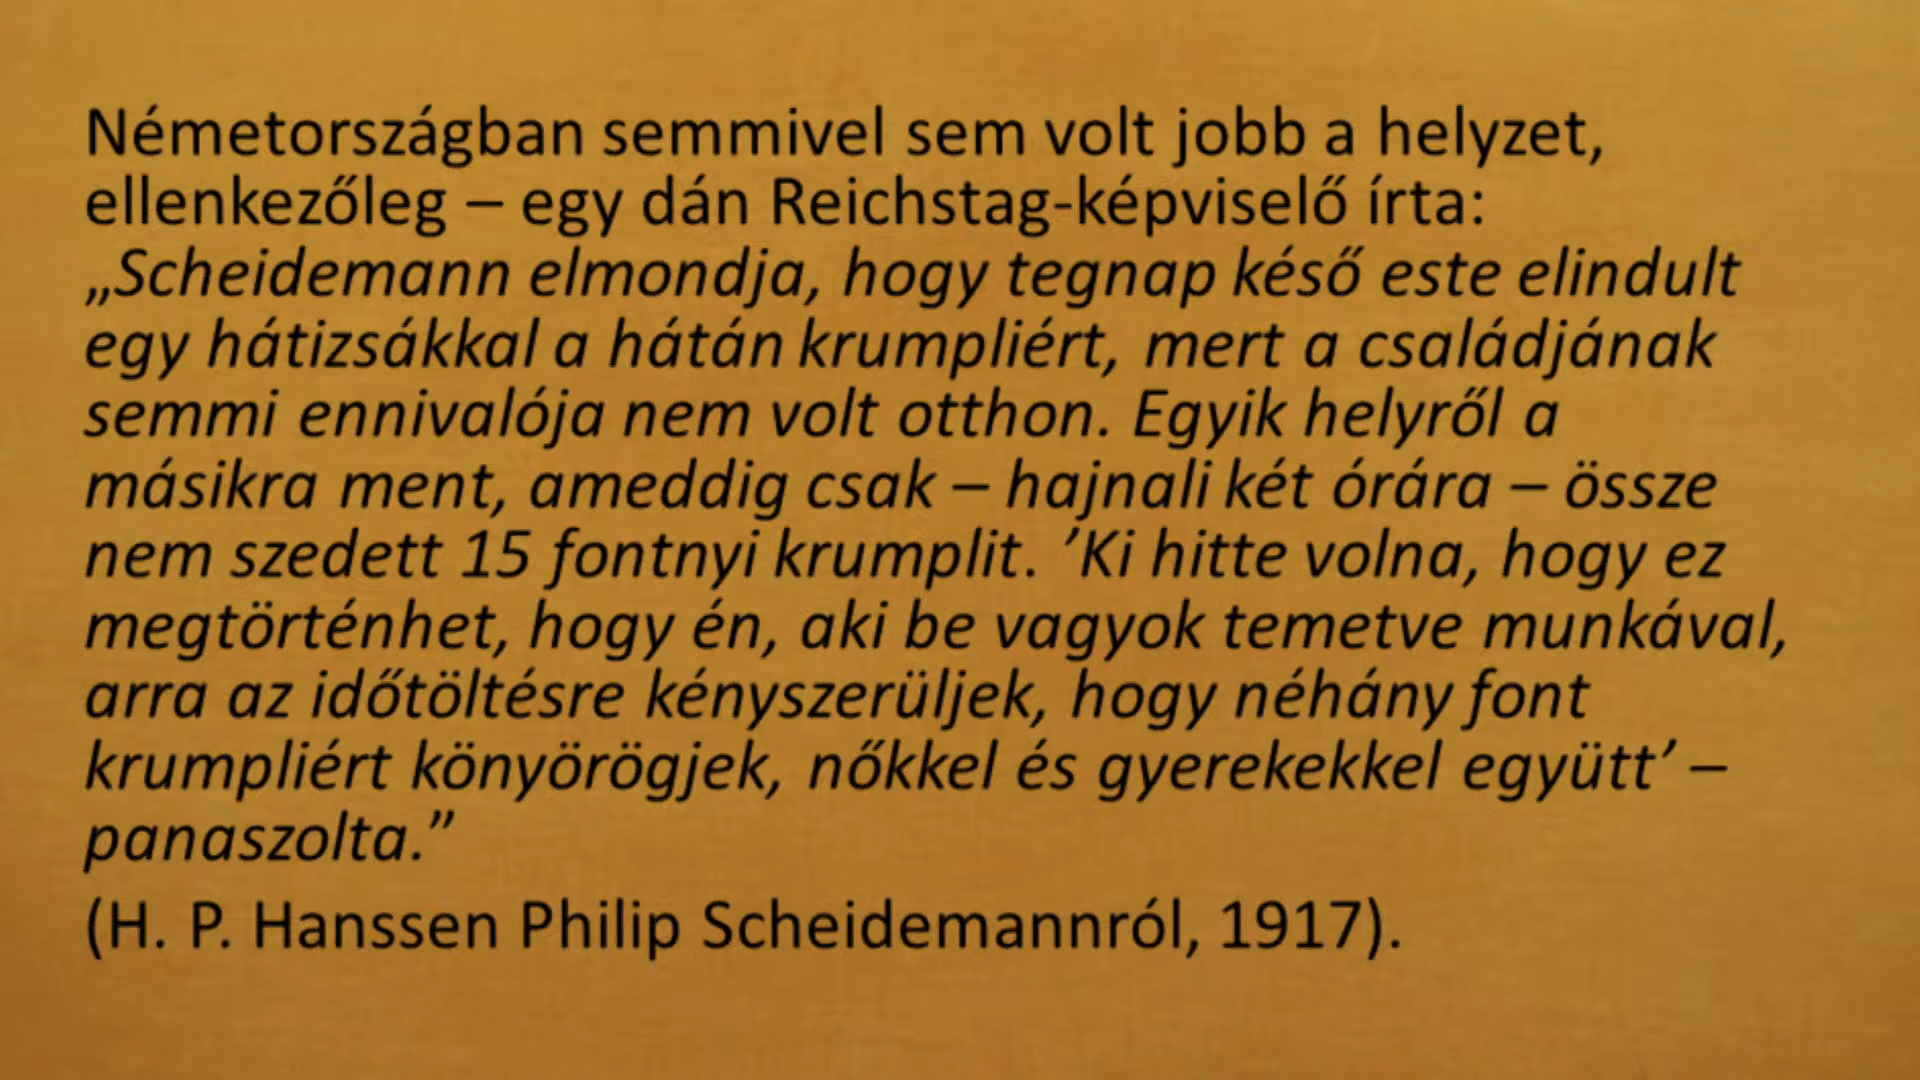 Németországban semmivel sem volt jobb a helyzet,
ellenkezőleg – egy dán Reichstag-képviselő írta:
„Scheidemann elmondja, hogy tegnap késő este elindult
egy hátizsákkal a hátán krumpliért, mert a családjának
semmi ennivalója nem volt otthon. Egyik helyről a
másikra ment, ameddig csak – hajnali két órára – össze
nem szedett 15 fontnyi krumplit. ’Ki hitte volna, hogy ez
megtörténhet, hogy én, aki be vagyok temetve munkával,
arra az időtöltésre kényszerüljek, hogy néhány font
krumpliért könyörögjek, nőkkel és gyerekekkel együtt’ –
panaszolta.”
(H. P. Hanssen Philip Scheidemannról, 1917).